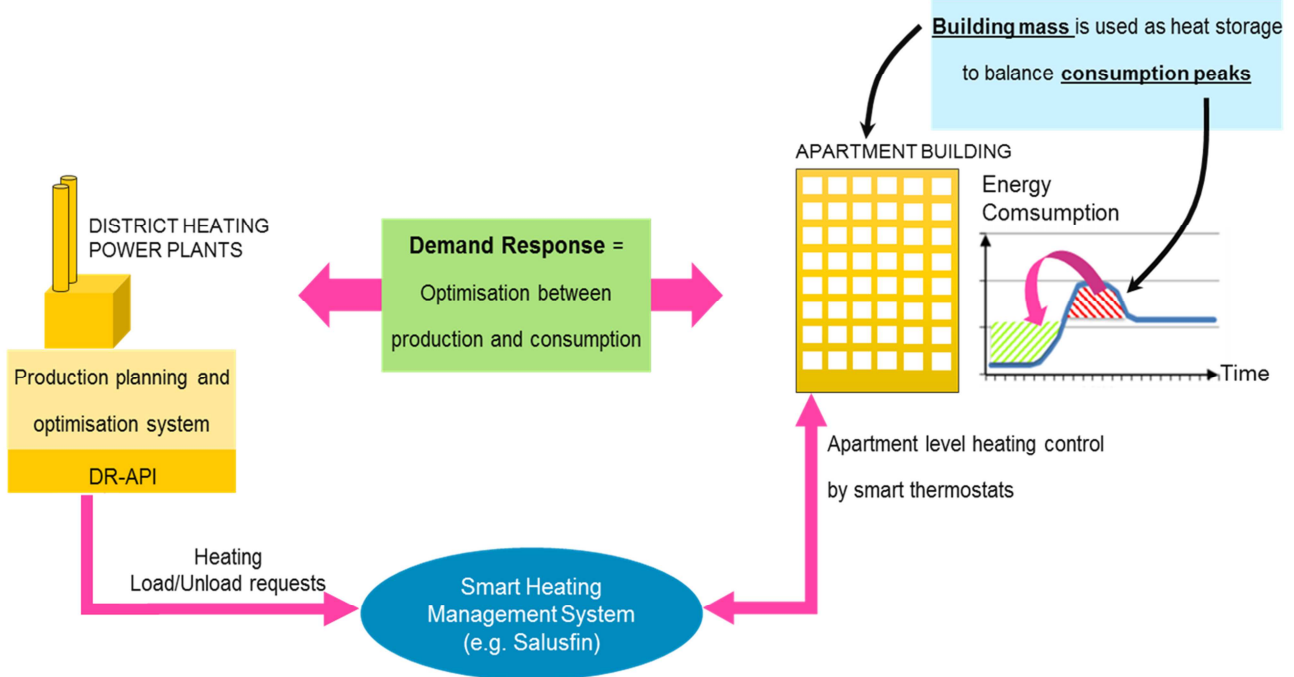 Building mass is used as heat storage
to balance consumption peaks
APARTMENT BUILDING
Energy
Comsumption
Time
DISTRICT HEATING
POWER PLANTS
Demand Response =
Optimisation between
production and consumption
Production planning and
optimisation system
DR-API
Apartment level heating control
by smart thermostats
Heating
Load/Unload requests
Smart Heating
Management System
(e.g. Salusfin)